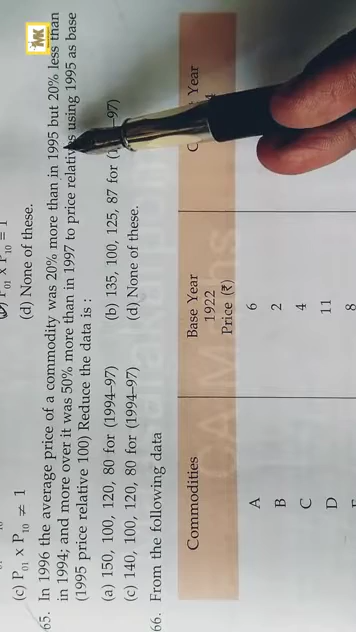 (c) P₀₁ x P₁₀ ≠ 1
(d) None of these.
65. In 1996 the average price of a commodity was 20% more than in 1995 but 20% less than
in 1994; and more over it was 50% more than in 1997 to price relatives using 1995 as base
(1995 price relative 100) Reduce the data is :
(a) 150, 100, 120, 80 for (1994–97)
(b) 135, 100, 125, 87 for ( –97)
(c) 140, 100, 120, 80 for (1994–97)
(d) None of these.
66. From the following data
Commodities
Base Year
Year
1922
Price (₹)
A 6
B 2
C 4
D 11
8
MK